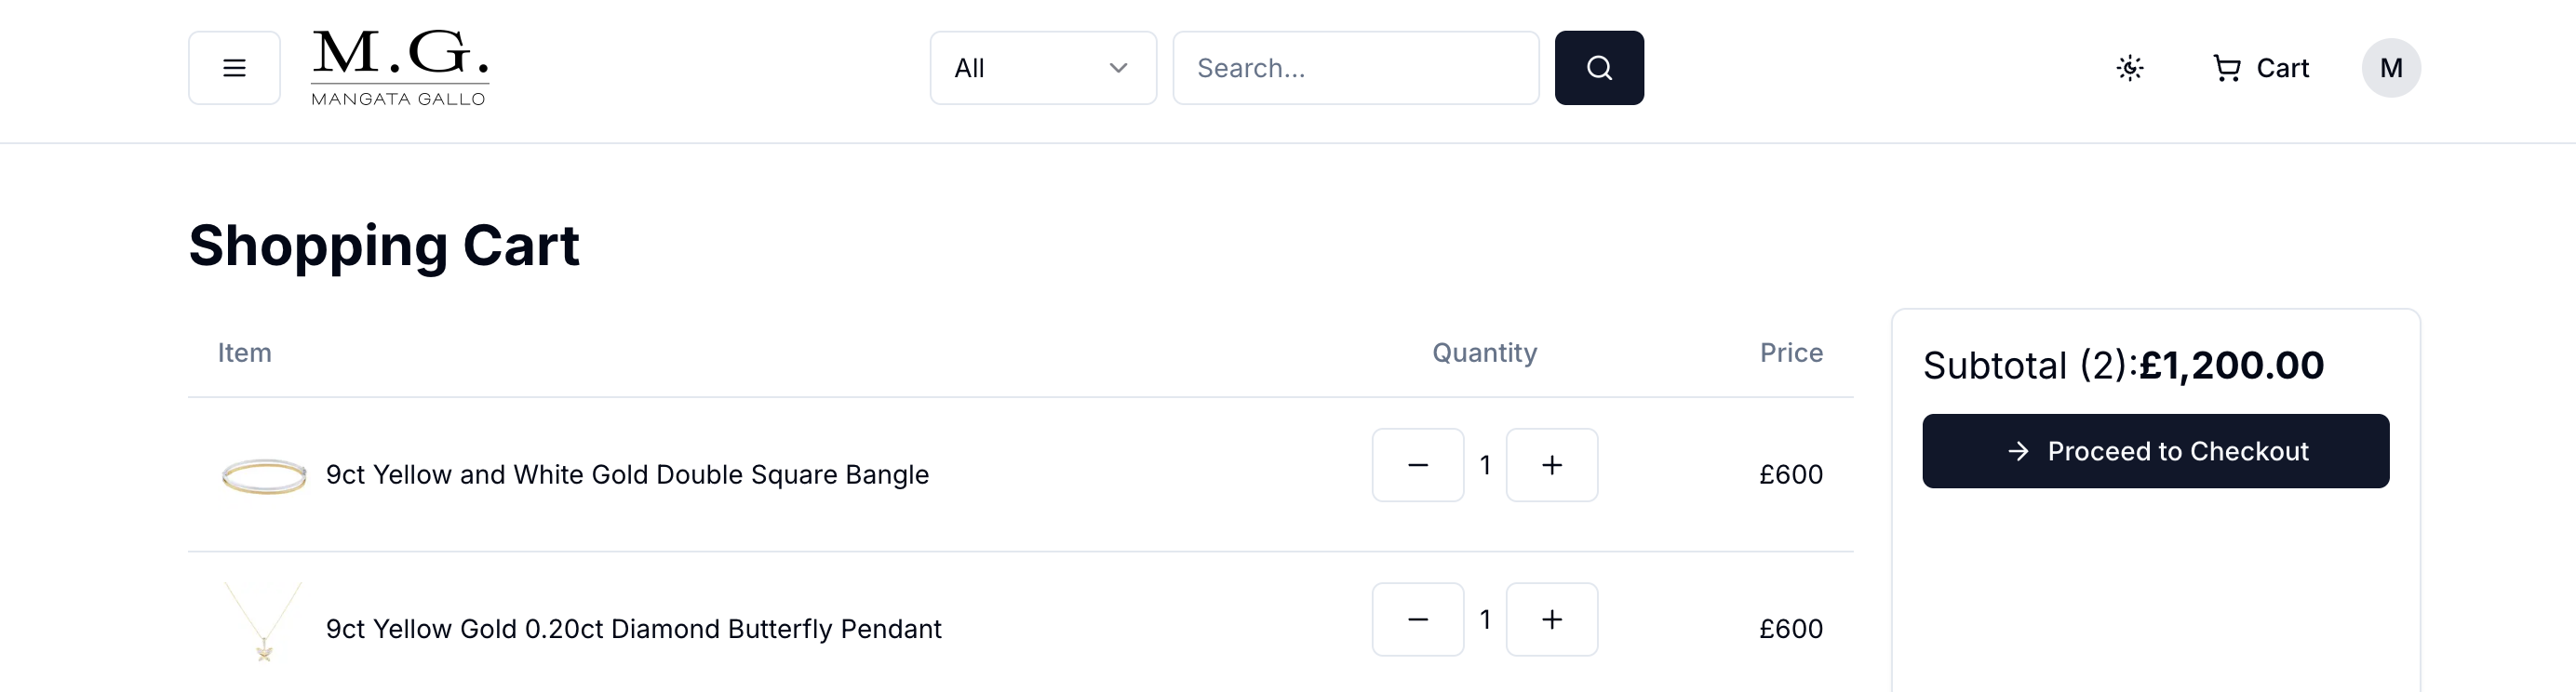 M.G.
MANGATA GALLO
All
Search...
Cart
M
Shopping Cart
Item Quantity Price
9ct Yellow and White Gold Double Square Bangle 1 £600
9ct Yellow Gold 0.20ct Diamond Butterfly Pendant 1 £600
Subtotal (2):£1,200.00
Proceed to Checkout